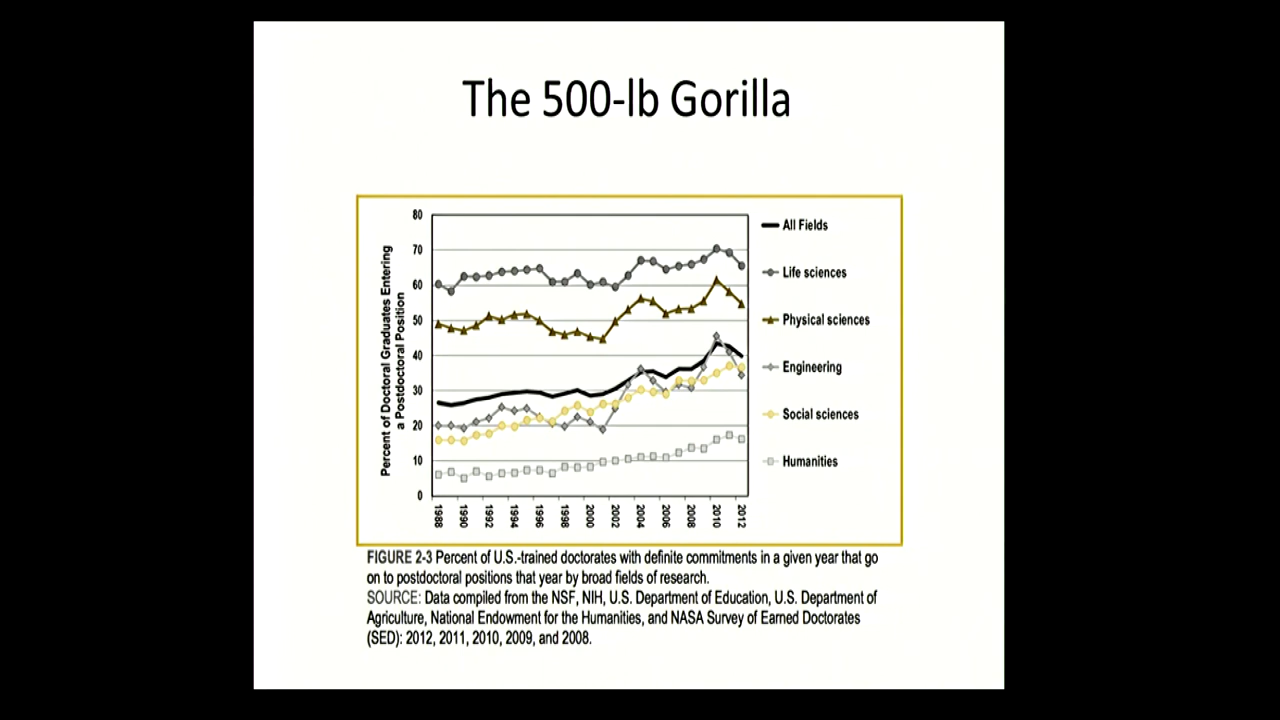 The 500-lb Gorilla
Percent of Doctoral Graduates Entering
a Postdoctoral Position
80
70
60
50
40
30
20
10
0
1988
1990
1992
1994
1996
1998
2000
2002
2004
2006
2008
2010
2012
All Fields
Life sciences
Physical sciences
Engineering
Social sciences
Humanities
FIGURE 2-3 Percent of U.S.-trained doctorates with definite commitments in a given year that go
on to postdoctoral positions that year by broad fields of research.
SOURCE: Data compiled from the NSF, NIH, U.S. Department of Education, U.S. Department of
Agriculture, National Endowment for the Humanities, and NASA Survey of Earned Doctorates
(SED): 2012, 2011, 2010, 2009, and 2008.